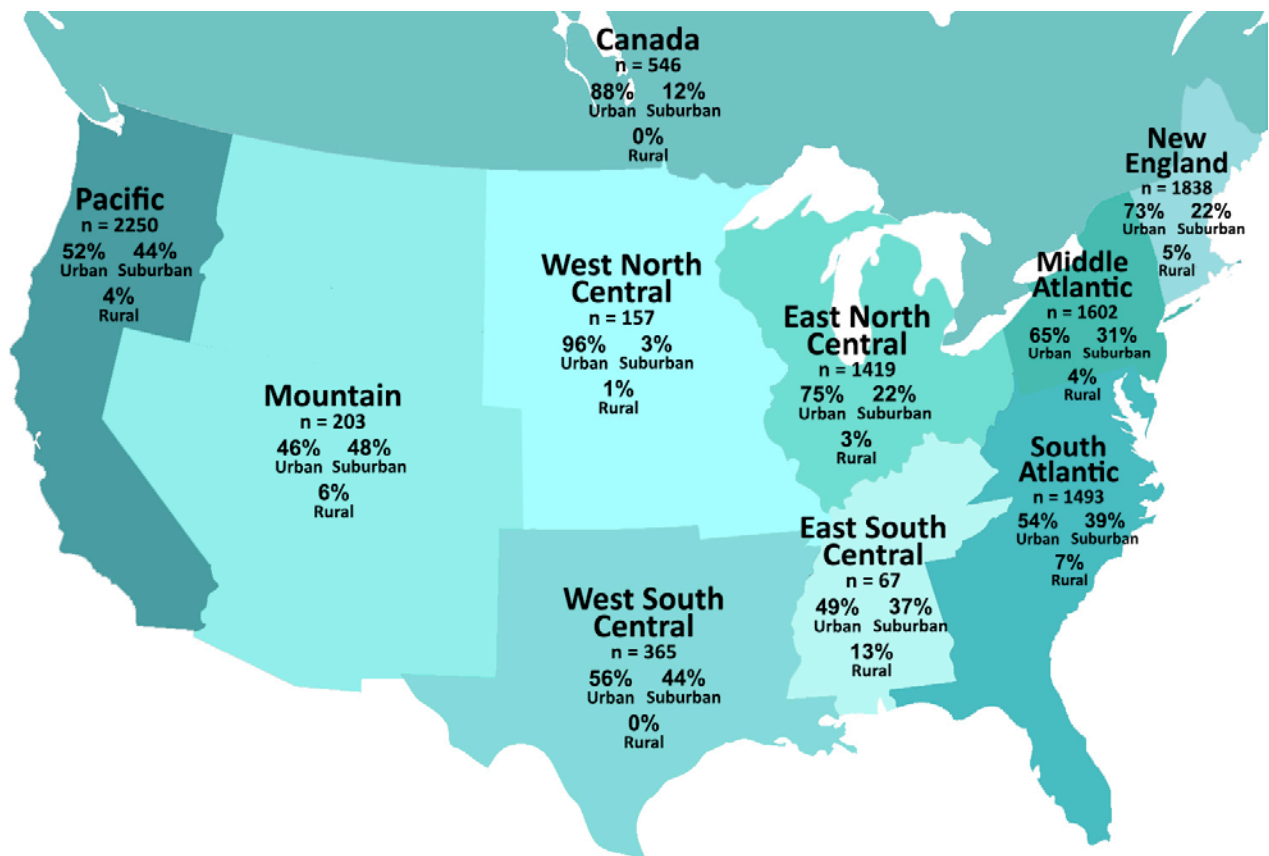 Canada
n = 546
88% 12%
Urban Suburban
0%
Rural
New
England
n = 1838
73% 22%
Urban Suburban
5%
Rural
Pacific
n = 2250
52% 44%
Urban Suburban
4%
Rural
West North
Central
n = 157
96% 3%
Urban Suburban
1%
Rural
Middle
Atlantic
n = 1602
65% 31%
Urban Suburban
4%
Rural
East North
Central
n = 1419
75% 22%
Urban Suburban
3%
Rural
Mountain
n = 203
46% 48%
Urban Suburban
6%
Rural
South
Atlantic
n = 1493
54% 39%
Urban Suburban
7%
Rural
East South
Central
n = 67
49% 37%
Urban Suburban
13%
Rural
West South
Central
n = 365
56% 44%
Urban Suburban
0%
Rural